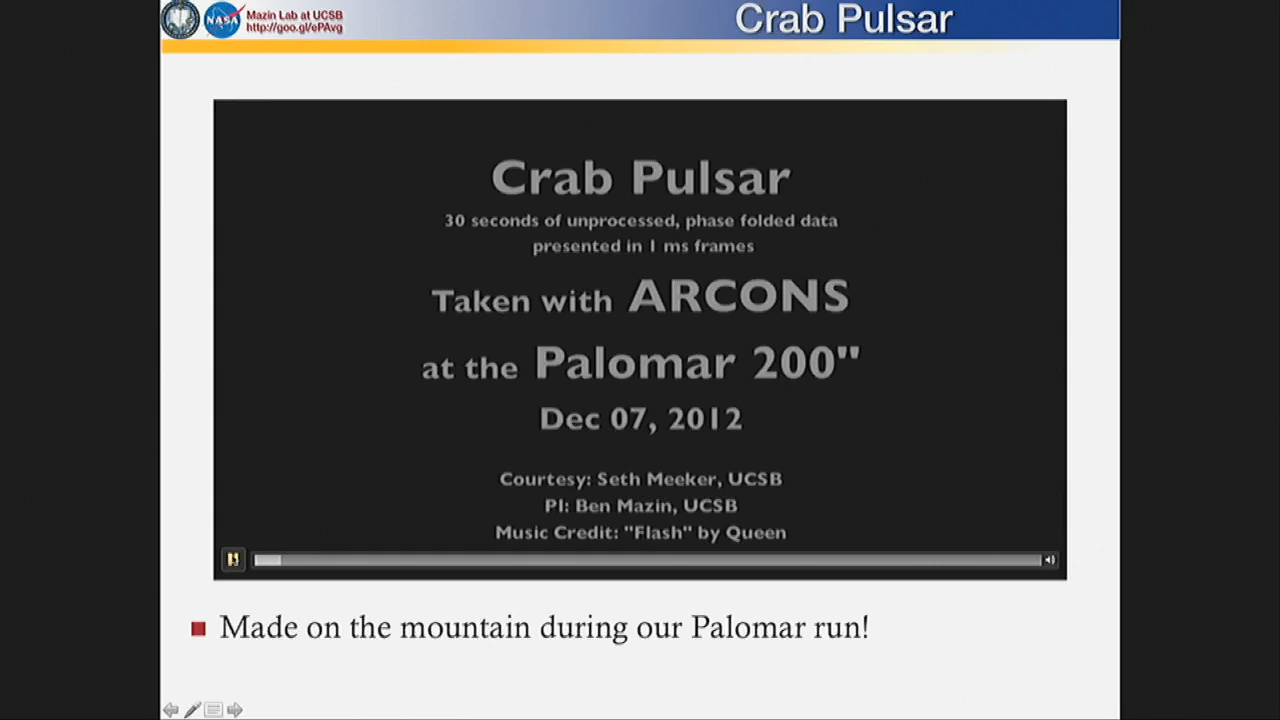 NASA
Mazin Lab at UCSB
http://goo.gl/ePAvg
Crab Pulsar
Crab Pulsar
30 seconds of unprocessed, phase folded data
presented in 1 ms frames
Taken with ARCONS
at the Palomar 200"
Dec 07, 2012
Courtesy: Seth Meeker, UCSB
PI: Ben Mazin, UCSB
Music Credit: "Flash" by Queen
Made on the mountain during our Palomar run!